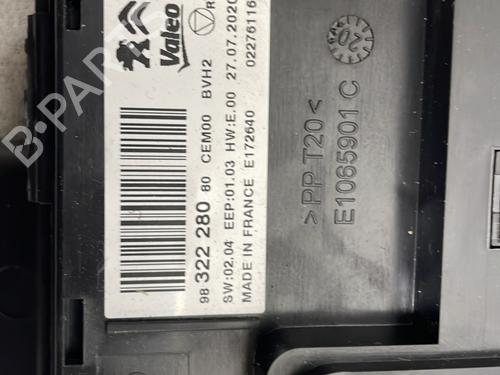 Valeo
R
98 322 280 80 CEM00 BVH2
SW:02.04 EEP:01.03 HW:E.00 27.07.2020
MADE IN FRANCE E172640 02276116
>PP T20<
E1065901 C
20
B-PARTS